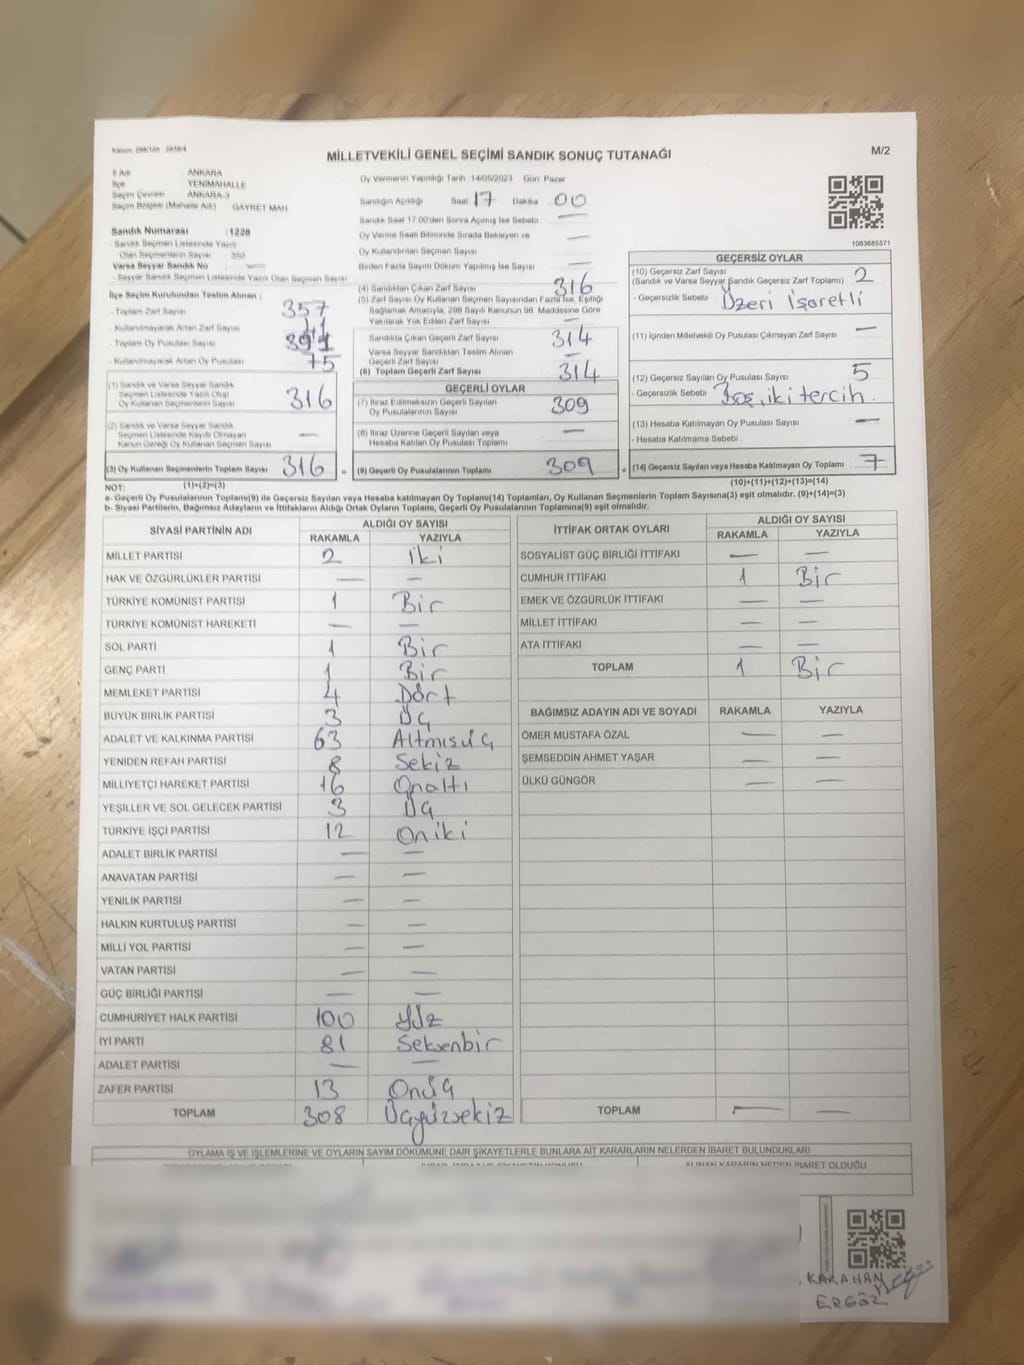 MİLLETVEKİLİ GENEL SEÇİMİ SANDIK SONUÇ TUTANAĞI
M/2
İl Adı ANKARA
İlçe YENİMAHALLE
Seçim Çevresi ANKARA-3
Seçim Bölgesi (Mahalle Adı) GAYRET MAH
Sandık Numarası : 1228
- Sandık Seçmen Listesinde Yazılı
Olan Seçmenlerin Sayısı : 350
Varsa Seyyar Sandık No : —
- Seyyar Sandık Seçmen Listesinde Yazılı Olan Seçmen Sayısı
İlçe Seçim Kurulundan Teslim Alınan :
- Toplam Zarf Sayısı 357
- Kullanılmayarak Artan Zarf Sayısı
- Toplam Oy Pusulası Sayısı
- Kullanılmayarak Artan Oy Pusulası 75
(1) Sandık ve Varsa Seyyar Sandık
Seçmen Listesinde Yazılı Olup
Oy Kullanan Seçmenlerin Sayısı 316
(2) Sandık ve Varsa Seyyar Sandık
Seçmen Listesinde Kayıtlı Olmayan
Kanun Gereği Oy Kullanan Seçmen Sayısı —
(3) Oy Kullanan Seçmenlerin Toplam Sayısı 316 =
(1)+(2)=(3)
Oy Vermenin Yapıldığı Tarih 14/05/2023 Gün Pazar
Sandığın Açıldığı Saat 17 Dakika 00
Sandık Saat 17.00'den Sonra Açılmış İse Sebebi —
Oy Verme Saati Bitiminde Sırada Bekleyen ve
Oy Kullandırılan Seçmen Sayısı —
Birden Fazla Sayım Döküm Yapılmış İse Sayısı —
(4) Sandıktan Çıkan Zarf Sayısı 316
(5) Zarf Sayısı Oy Kullanan Seçmen Sayısından Fazla İse, Eşitliği
Sağlamak Amacıyla, 298 Sayılı Kanunun 98. Maddesine Göre
Yakılarak Yok Edilen Zarf Sayısı —
Sandıkta Çıkan Geçerli Zarf Sayısı 314
Varsa Seyyar Sandıktan Teslim Alınan
Geçerli Zarf Sayısı —
(6) Toplam Geçerli Zarf Sayısı 314
GEÇERLİ OYLAR
(7) İtiraz Edilmeksizin Geçerli Sayılan
Oy Pusulalarının Sayısı 309
(8) İtiraz Üzerine Geçerli Sayılan veya
Hesaba Katılan Oy Pusulası Toplamı —
(9) Geçerli Oy Pusulalarının Toplamı 309 +
1083685571
GEÇERSİZ OYLAR
(10) Geçersiz Zarf Sayısı
(Sandık ve Varsa Seyyar Sandık Geçersiz Zarf Toplamı) 2
- Geçersizlik Sebebi : Üzeri İşaretli
(11) İçinden Milletvekili Oy Pusulası Çıkmayan Zarf Sayısı —
(12) Geçersiz Sayılan Oy Pusulası Sayısı 5
- Geçersizlik Sebebi : Boş, iki tercih.
(13) Hesaba Katılmayan Oy Pusulası Sayısı —
- Hesaba Katılmama Sebebi :
(14) Geçersiz Sayılan veya Hesaba Katılmayan Oy Toplamı : 7
(10)+(11)+(12)+(13)=(14)
NOT:
a- Geçerli Oy Pusulalarının Toplamı(9) ile Geçersiz Sayılan veya Hesaba katılmayan Oy Toplamı(14) Toplamları, Oy Kullanan Seçmenlerin Toplam Sayısına(3) eşit olmalıdır. (9)+(14)=(3)
b- Siyasi Partilerin, Bağımsız Adayların ve İttifakların Aldığı Ortak Oyların Toplamı, Geçerli Oy Pusulalarının Toplamına(9) eşit olmalıdır.
SİYASİ PARTİNİN ADI ALDIĞI OY SAYISI
RAKAMLA YAZIYLA
MİLLET PARTİSİ 2 İki
HAK VE ÖZGÜRLÜKLER PARTİSİ — —
TÜRKİYE KOMÜNİST PARTİSİ 1 Bir
TÜRKİYE KOMÜNİST HAREKETİ — —
SOL PARTİ 1 Bir
GENÇ PARTİ 1 Bir
MEMLEKET PARTİSİ 4 Dört
BÜYÜK BİRLİK PARTİSİ 3 Üç
ADALET VE KALKINMA PARTİSİ 63 Altmışüç
YENİDEN REFAH PARTİSİ 8 Sekiz
MİLLİYETÇİ HAREKET PARTİSİ 16 Onaltı
YEŞİLLER VE SOL GELECEK PARTİSİ 3 Üç
TÜRKİYE İŞÇİ PARTİSİ 12 Oniki
ADALET BİRLİK PARTİSİ — —
ANAVATAN PARTİSİ — —
YENİLİK PARTİSİ — —
HALKIN KURTULUŞ PARTİSİ — —
MİLLİ YOL PARTİSİ — —
VATAN PARTİSİ — —
GÜÇ BİRLİĞİ PARTİSİ — —
CUMHURİYET HALK PARTİSİ 100 Yüz
İYİ PARTİ 81 Seksenbir
ADALET PARTİSİ — —
ZAFER PARTİSİ 13 Onüç
TOPLAM 308 Üçyüzsekiz
İTTİFAK ORTAK OYLARI ALDIĞI OY SAYISI
RAKAMLA YAZIYLA
SOSYALİST GÜÇ BİRLİĞİ İTTİFAKI — —
CUMHUR İTTİFAKI 1 Bir
EMEK VE ÖZGÜRLÜK İTTİFAKI — —
MİLLET İTTİFAKI — —
ATA İTTİFAKI — —
TOPLAM 1 Bir
BAĞIMSIZ ADAYIN ADI VE SOYADI RAKAMLA YAZIYLA
ÖMER MUSTAFA ÖZAL — —
ŞEMSEDDİN AHMET YAŞAR — —
ÜLKÜ GÜNGÖR — —
TOPLAM — —
OYLAMA İŞ VE İŞLEMLERİNE VE OYLARIN SAYIM DÖKÜMÜNE DAİR ŞİKAYETLERLE BUNLARA AİT KARARLARIN NELERDEN İBARET BULUNDUKLARI
ALINAN KARARIN NEDEN İBARET OLDUĞU
KARAHAN
ERGÖZ